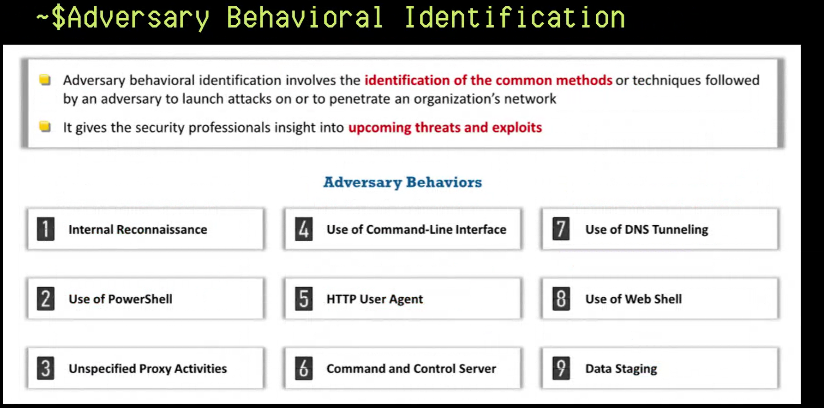 ~$Adversary Behavioral Identification
Adversary behavioral identification involves the identification of the common methods or techniques followed
by an adversary to launch attacks on or to penetrate an organization's network
It gives the security professionals insight into upcoming threats and exploits
Adversary Behaviors
1 Internal Reconnaissance
2 Use of PowerShell
3 Unspecified Proxy Activities
4 Use of Command-Line Interface
5 HTTP User Agent
6 Command and Control Server
7 Use of DNS Tunneling
8 Use of Web Shell
9 Data Staging